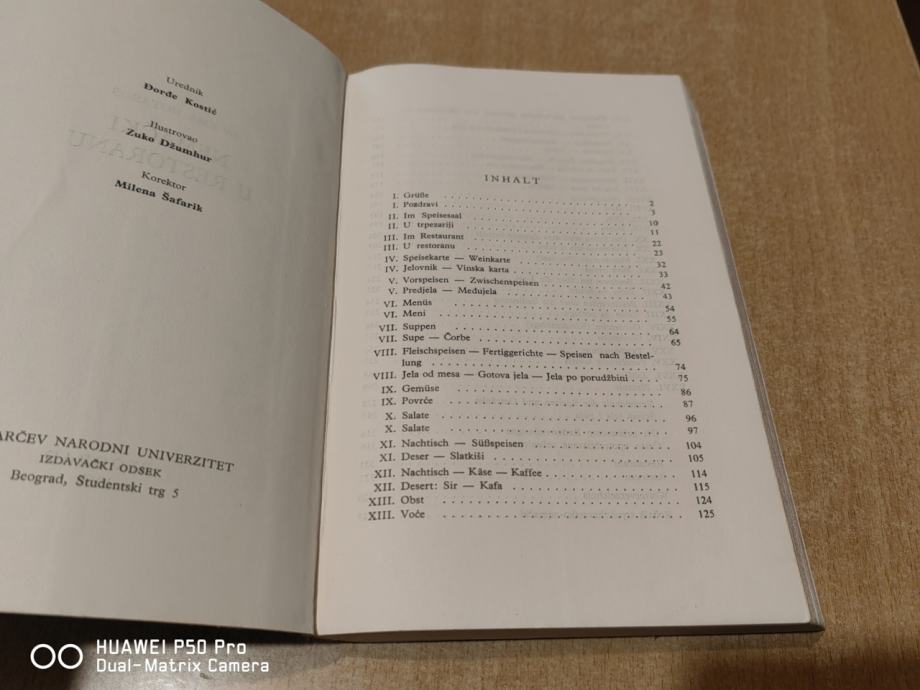 Urednik
Đorđe Kostić
Ilustrovao
Zuko Džumhur
Korektor
Milena Šafarik
ARČEV NARODNI UNIVERZITET
IZDAVAČKI ODSEK
Beograd, Studentski trg 5
INHALT
I. Grüße . . . . . . . . . . . . . . . . . . . . 2
I. Pozdravi . . . . . . . . . . . . . . . . . . . . 3
II. Im Speisesaal . . . . . . . . . . . . . . . . . . 10
II. U trpezariji . . . . . . . . . . . . . . . . . . 11
III. Im Restaurant . . . . . . . . . . . . . . . . . 22
III. U restoranu . . . . . . . . . . . . . . . . . 23
IV. Speisekarte — Weinkarte . . . . . . . . . . . . 32
IV. Jelovnik — Vinska karta . . . . . . . . . . . . 33
V. Vorspeisen — Zwischenspeisen . . . . . . . . . . 42
V. Predjela — Međujela . . . . . . . . . . . . . 43
VI. Menüs . . . . . . . . . . . . . . . . . . . 54
VI. Meni . . . . . . . . . . . . . . . . . . . 55
VII. Suppen . . . . . . . . . . . . . . . . . . . 64
VII. Supe — Čorbe . . . . . . . . . . . . . . . . 65
VIII. Fleischspeisen — Fertiggerichte — Speisen nach Bestel-
lung . . . . . . . . . . . . . . . . . . . . 74
VIII. Jela od mesa — Gotova jela — Jela po porudžbini . . . . 75
IX. Gemüse . . . . . . . . . . . . . . . . . . . 86
IX. Povrče . . . . . . . . . . . . . . . . . . . 87
X. Salate . . . . . . . . . . . . . . . . . . . 96
X. Salate . . . . . . . . . . . . . . . . . . . 97
XI. Nachtisch — Süßspeisen . . . . . . . . . . . . 104
XI. Deser — Slatkiši . . . . . . . . . . . . . . . 105
XII. Nachtisch — Käse — Kaffee . . . . . . . . . . . 114
XII. Desert: Sir — Kafa . . . . . . . . . . . . . . 115
XIII. Obst . . . . . . . . . . . . . . . . . . . 124
XIII. Voće . . . . . . . . . . . . . . . . . . . 125
HUAWEI P50 Pro
Dual-Matrix Camera